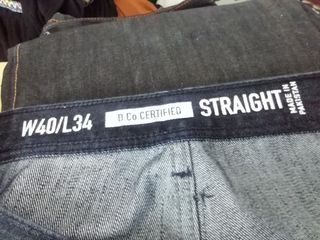 W40/L34 D.Co CERTIFIED STRAIGHT MADE IN
PAKISTAN